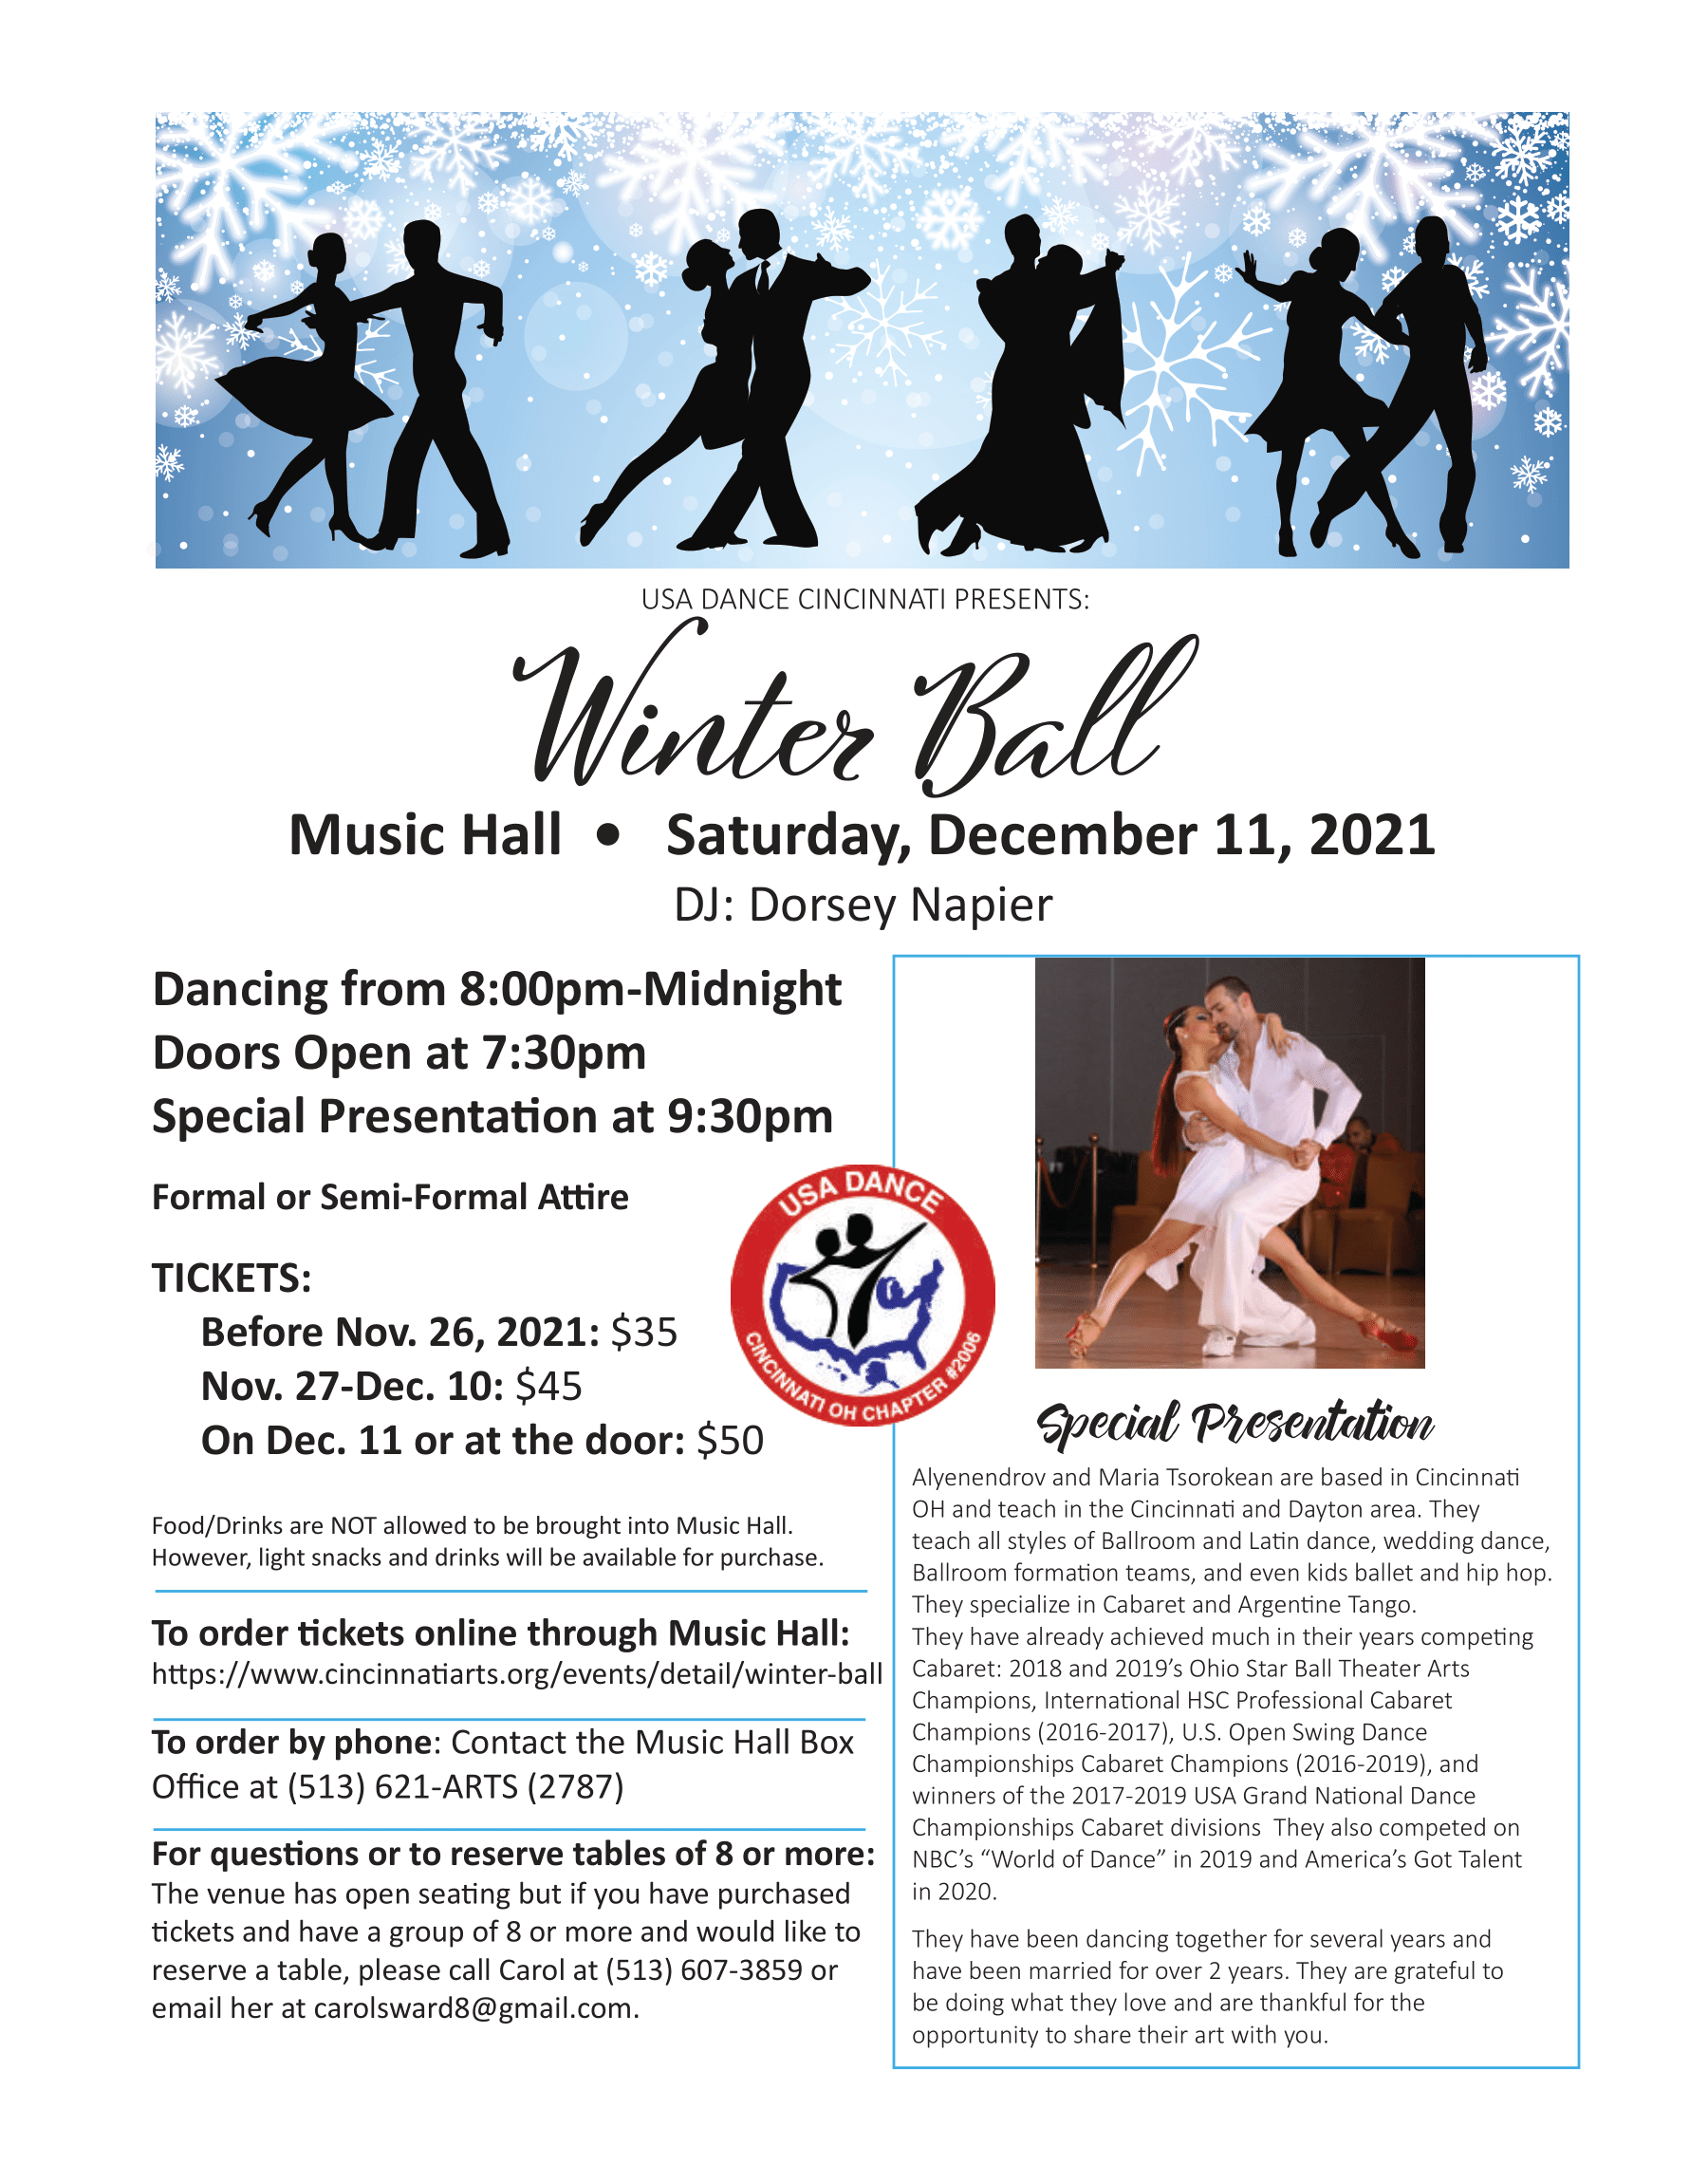 USA DANCE CINCINNATI PRESENTS:
Winter Ball
Music Hall • Saturday, December 11, 2021
DJ: Dorsey Napier
Dancing from 8:00pm-Midnight
Doors Open at 7:30pm
Special Presentation at 9:30pm
Formal or Semi-Formal Attire
TICKETS:
Before Nov. 26, 2021: $35
Nov. 27-Dec. 10: $45
On Dec. 11 or at the door: $50
USA DANCE
CINCINNATI OH CHAPTER #2006
Food/Drinks are NOT allowed to be brought into Music Hall.
However, light snacks and drinks will be available for purchase.
To order tickets online through Music Hall:
https://www.cincinnatiarts.org/events/detail/winter-ball
To order by phone: Contact the Music Hall Box
Office at (513) 621-ARTS (2787)
For questions or to reserve tables of 8 or more:
The venue has open seating but if you have purchased
tickets and have a group of 8 or more and would like to
reserve a table, please call Carol at (513) 607-3859 or
email her at carolsward8@gmail.com.
Special Presentation
Alyenendrov and Maria Tsorokean are based in Cincinnati
OH and teach in the Cincinnati and Dayton area. They
teach all styles of Ballroom and Latin dance, wedding dance,
Ballroom formation teams, and even kids ballet and hip hop.
They specialize in Cabaret and Argentine Tango.
They have already achieved much in their years competing
Cabaret: 2018 and 2019’s Ohio Star Ball Theater Arts
Champions, International HSC Professional Cabaret
Champions (2016-2017), U.S. Open Swing Dance
Championships Cabaret Champions (2016-2019), and
winners of the 2017-2019 USA Grand National Dance
Championships Cabaret divisions  They also competed on
NBC’s “World of Dance” in 2019 and America’s Got Talent
in 2020.
They have been dancing together for several years and
have been married for over 2 years. They are grateful to
be doing what they love and are thankful for the
opportunity to share their art with you.